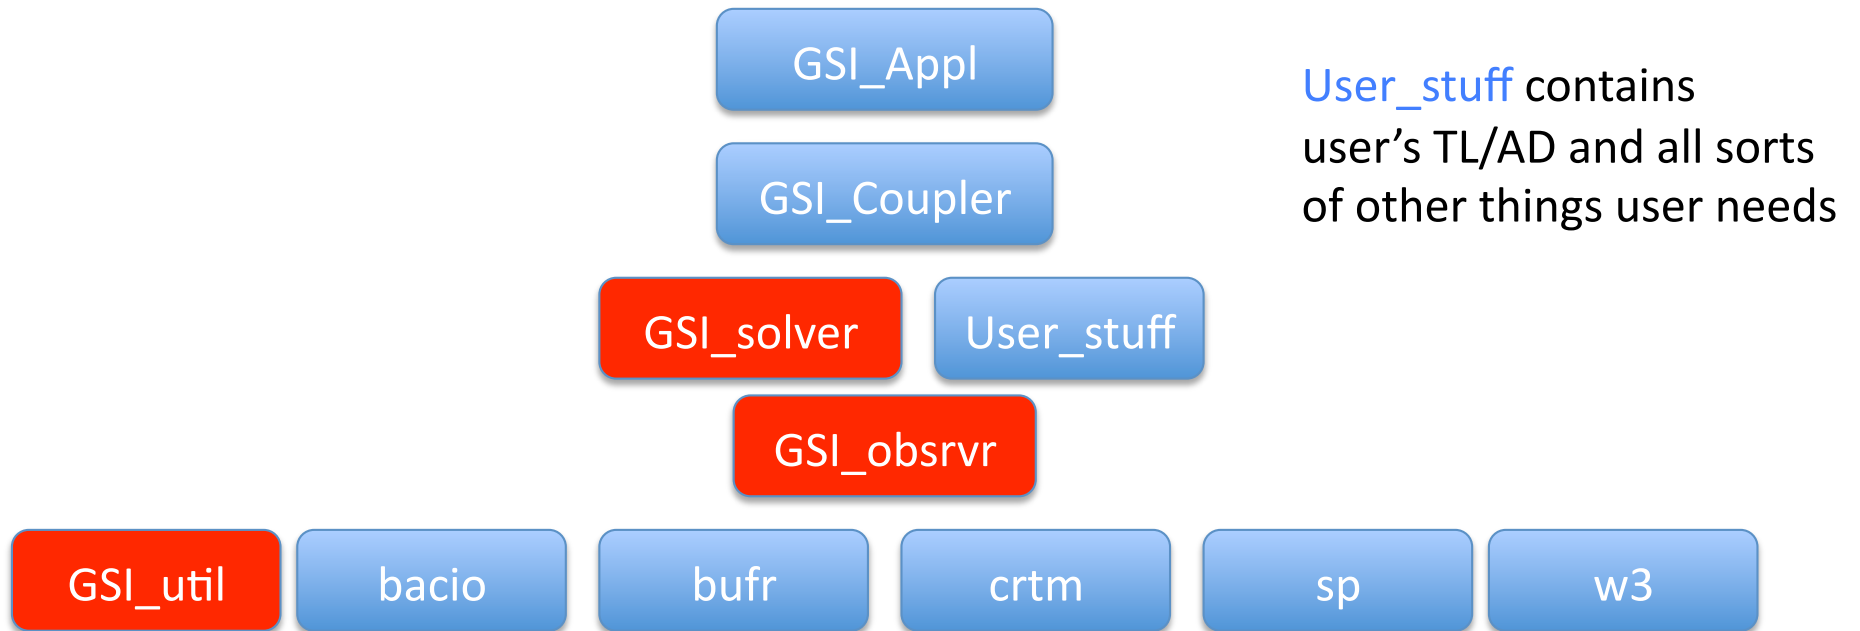 GSI_Appl
User_stuff contains
user’s TL/AD and all sorts
of other things user needs
GSI_Coupler
GSI_solver
User_stuff
GSI_obsrvr
GSI_util
bacio
bufr
crtm
sp
w3